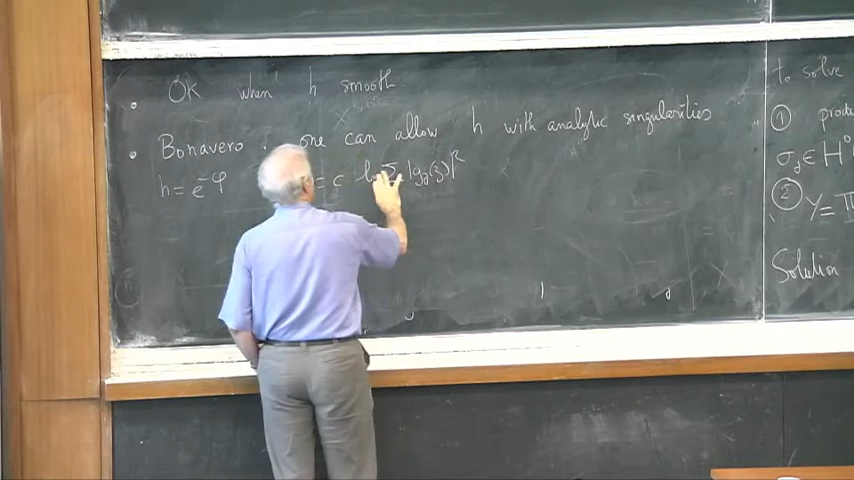 • Ok when h smooth
• Bonavero : one can allow h with analytic singularities
h = e^{-φ} = c log Σ |g_j(z)|²
to solve
①
σ_j ∈ H⁰
② Y =
Solution